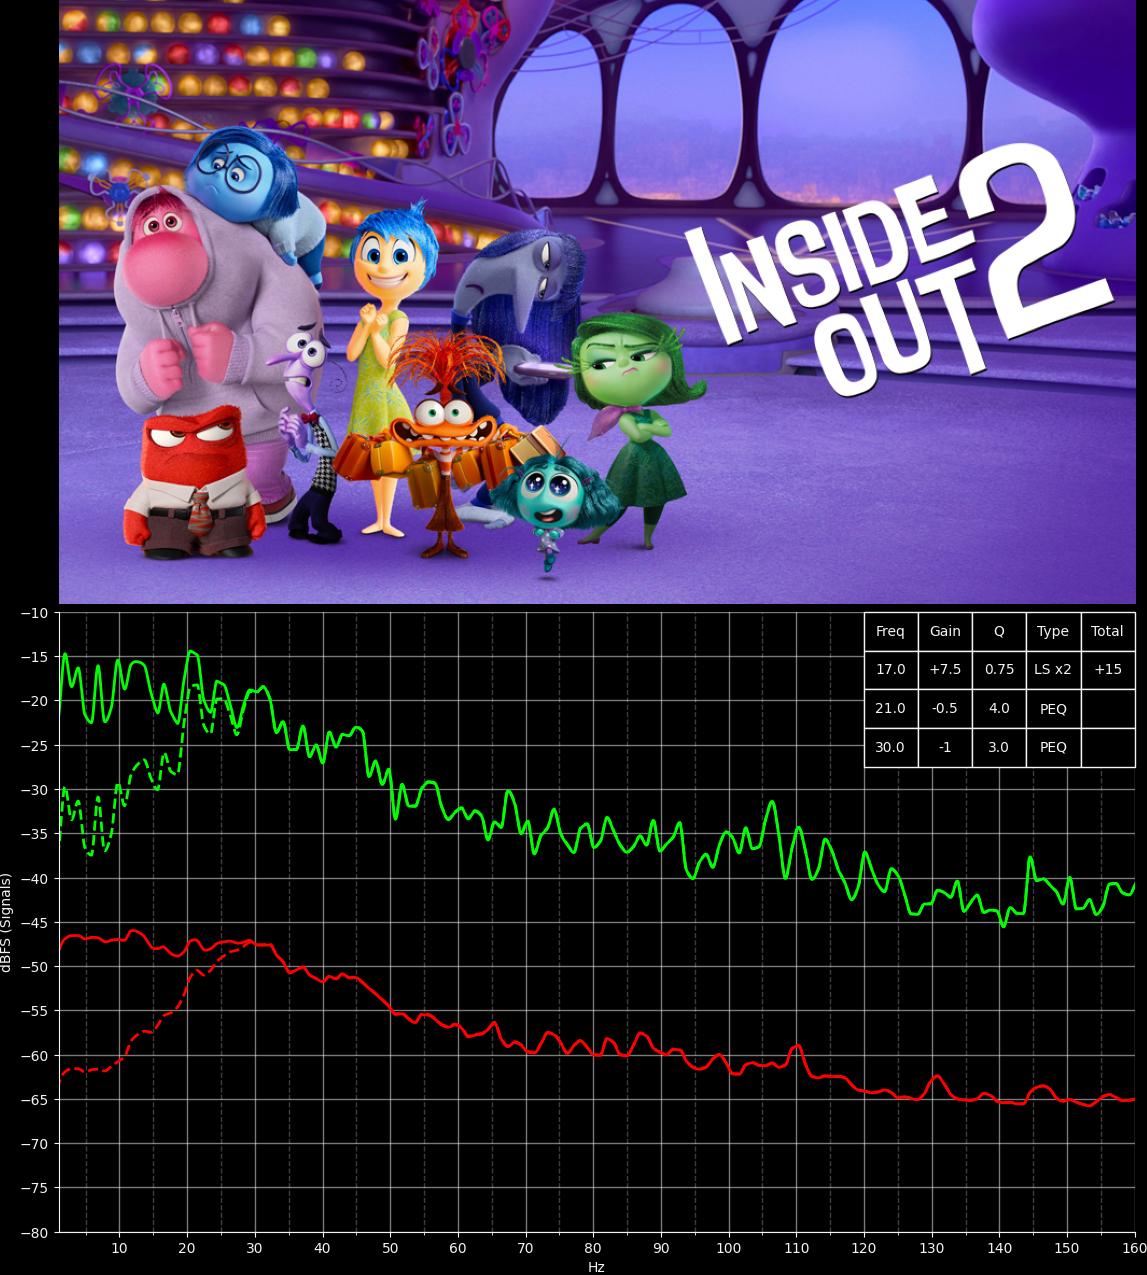 INSIDE
OUT 2
Freq Gain Q Type Total
17.0 +7.5 0.75 LS x2 +15
21.0 -0.5 4.0 PEQ
30.0 -1 3.0 PEQ
−10
−15
−20
−25
−30
−35
−40
−45
−50
−55
−60
−65
−70
−75
−80
dBFS (Signals)
10 20 30 40 50 60 70 80 90 100 110 120 130 140 150 160
Hz